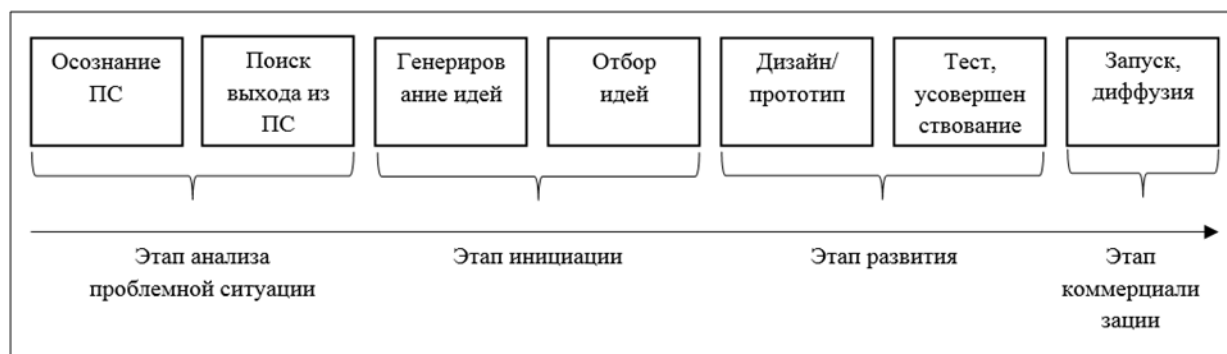 Осознание
ПС
Поиск
выхода из
ПС
Генериров
ание идей
Отбор
идей
Дизайн/
прототип
Тест,
усовершен
ствование
Запуск,
диффузия
Этап анализа
проблемной ситуации
Этап инициации
Этап развития
Этап
коммерциали
зации